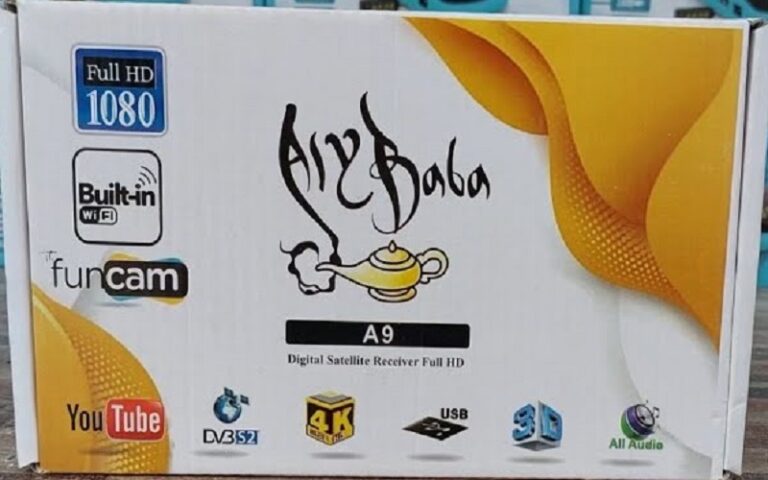 Full HD
1080
Built-in
WiFi
funcam
Aly Baba
A9
Digital Satellite Receiver Full HD
YouTube
DVB S2
4K
USB
3D
All Audio